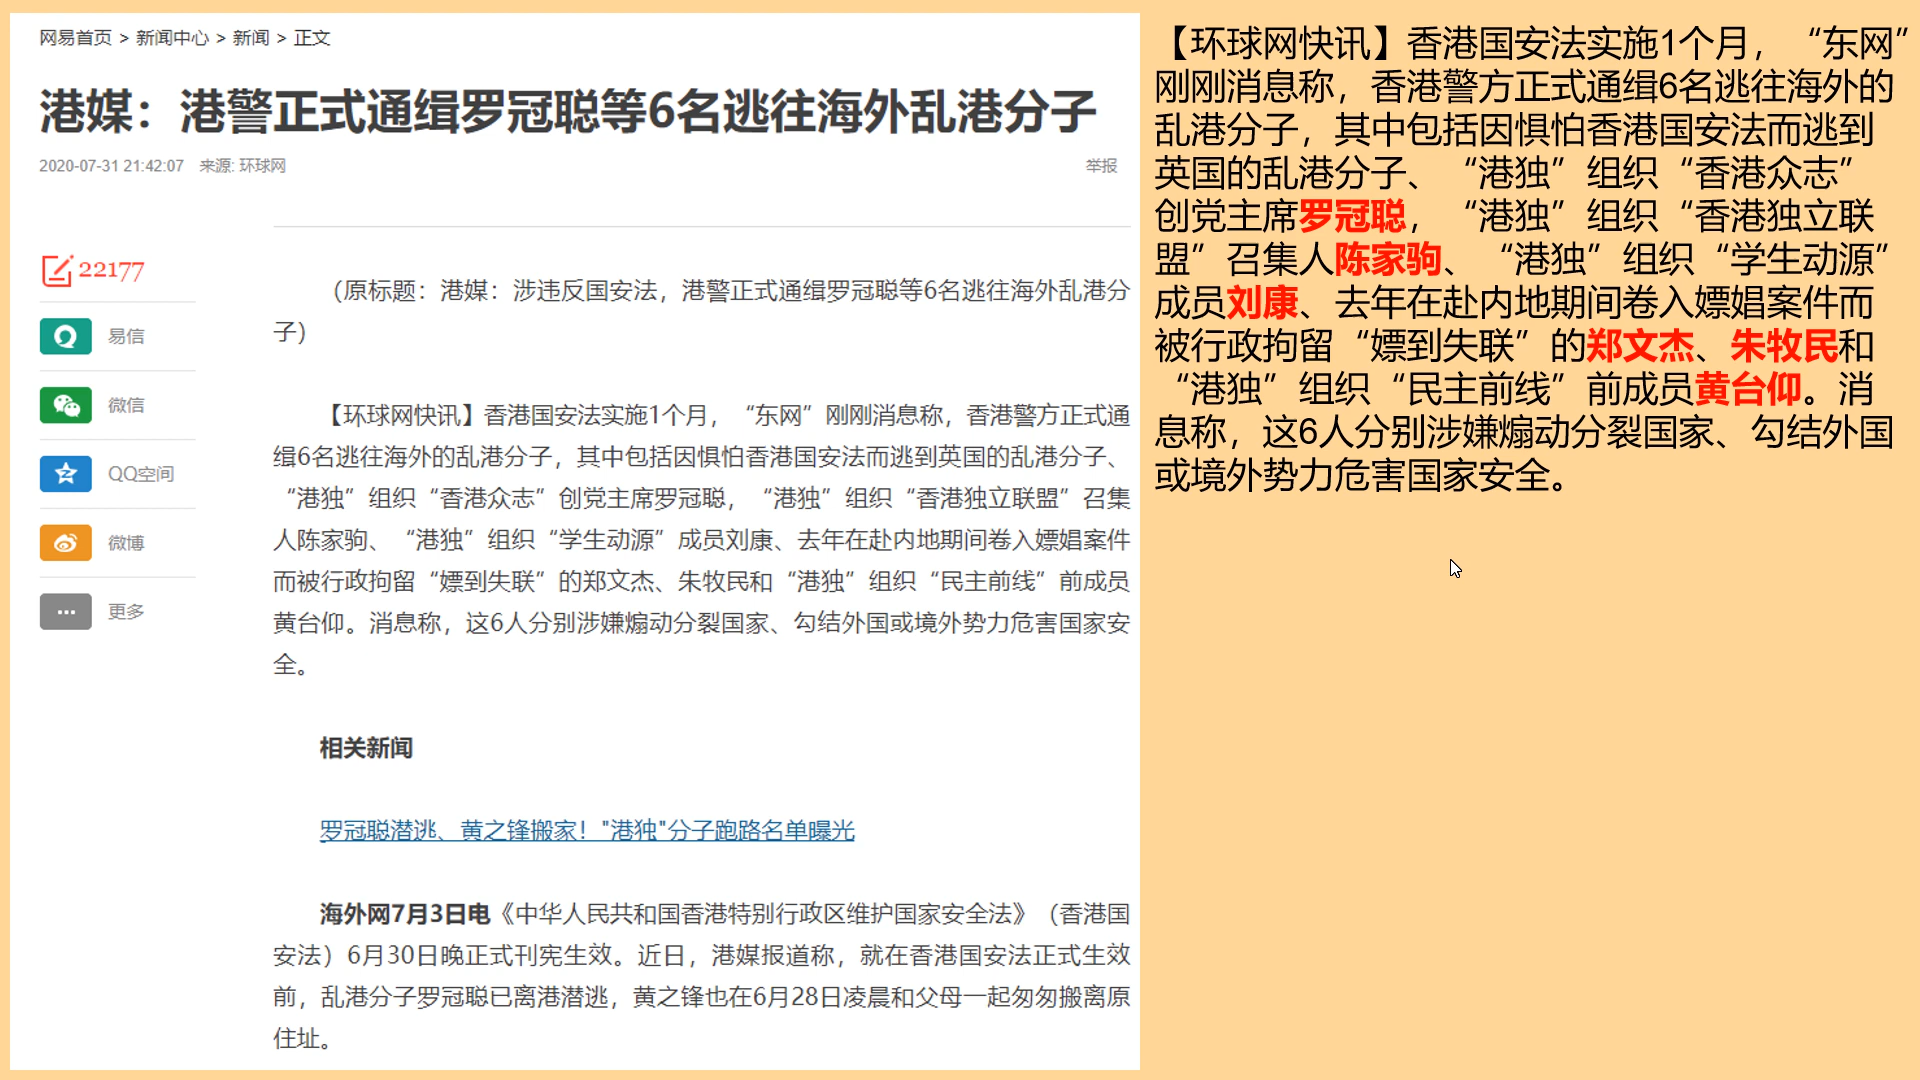 网易首页 > 新闻中心 > 新闻 > 正文
港媒：港警正式通缉罗冠聪等6名逃往海外乱港分子
2020-07-31 21:42:07 来源: 环球网
举报
22177
易信
微信
QQ空间
微博
更多
（原标题：港媒：涉违反国安法，港警正式通缉罗冠聪等6名逃往海外乱港分
子）
【环球网快讯】香港国安法实施1个月，“东网”刚刚消息称，香港警方正式通
缉6名逃往海外的乱港分子，其中包括因惧怕香港国安法而逃到英国的乱港分子、
“港独”组织“香港众志”创党主席罗冠聪，“港独”组织“香港独立联盟”召集
人陈家驹、“港独”组织“学生动源”成员刘康、去年在赴内地期间卷入嫖娼案件
而被行政拘留“嫖到失联”的郑文杰、朱牧民和“港独”组织“民主前线”前成员
黄台仰。消息称，这6人分别涉嫌煽动分裂国家、勾结外国或境外势力危害国家安
全。
相关新闻
罗冠聪潜逃、黄之锋搬家！"港独"分子跑路名单曝光
海外网7月3日电《中华人民共和国香港特别行政区维护国家安全法》（香港国
安法）6月30日晚正式刊宪生效。近日，港媒报道称，就在香港国安法正式生效
前，乱港分子罗冠聪已离港潜逃，黄之锋也在6月28日凌晨和父母一起匆匆搬离原
住址。
【环球网快讯】香港国安法实施1个月，“东网”
刚刚消息称，香港警方正式通缉6名逃往海外的
乱港分子，其中包括因惧怕香港国安法而逃到
英国的乱港分子、“港独”组织“香港众志”
创党主席罗冠聪，“港独”组织“香港独立联
盟”召集人陈家驹、“港独”组织“学生动源”
成员刘康、去年在赴内地期间卷入嫖娼案件而
被行政拘留“嫖到失联”的郑文杰、朱牧民和
“港独”组织“民主前线”前成员黄台仰。消
息称，这6人分别涉嫌煽动分裂国家、勾结外国
或境外势力危害国家安全。